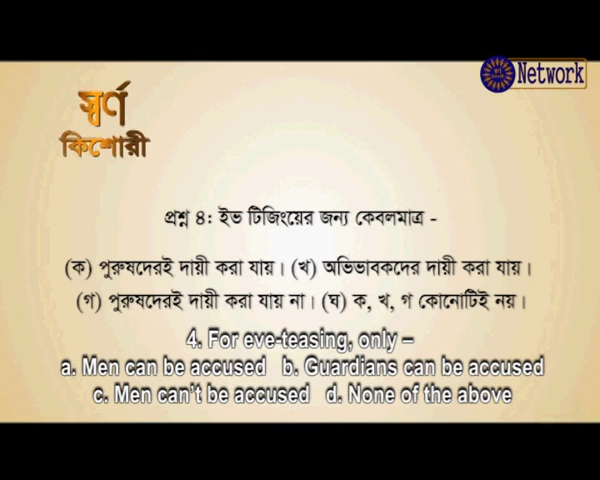 Network
স্বর্ণ
কিশোরী
প্রশ্ন ৪: ইভ টিজিংয়ের জন্য কেবলমাত্র -
(ক) পুরুষদেরই দায়ী করা যায়। (খ) অভিভাবকদের দায়ী করা যায়।
(গ) পুরুষদেরই দায়ী করা যায় না। (ঘ) ক, খ, গ কোনোটিই নয়।
4. For eve-teasing, only –
a. Men can be accused b. Guardians can be accused
c. Men can't be accused d. None of the above